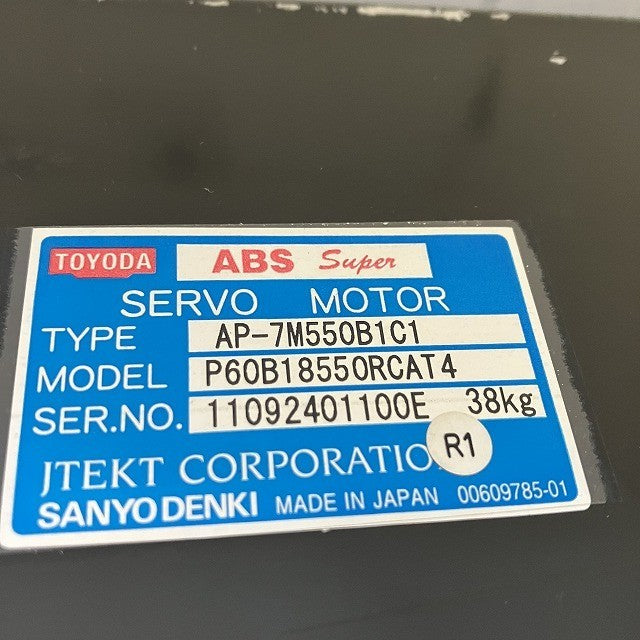 TOYODA ABS Super
SERVO MOTOR
TYPE AP-7M550B1C1
MODEL P60B18550RCAT4
SER.NO. 11092401100E 38kg
JTEKT CORPORATIO
R1
SANYO DENKI MADE IN JAPAN 00609785-01